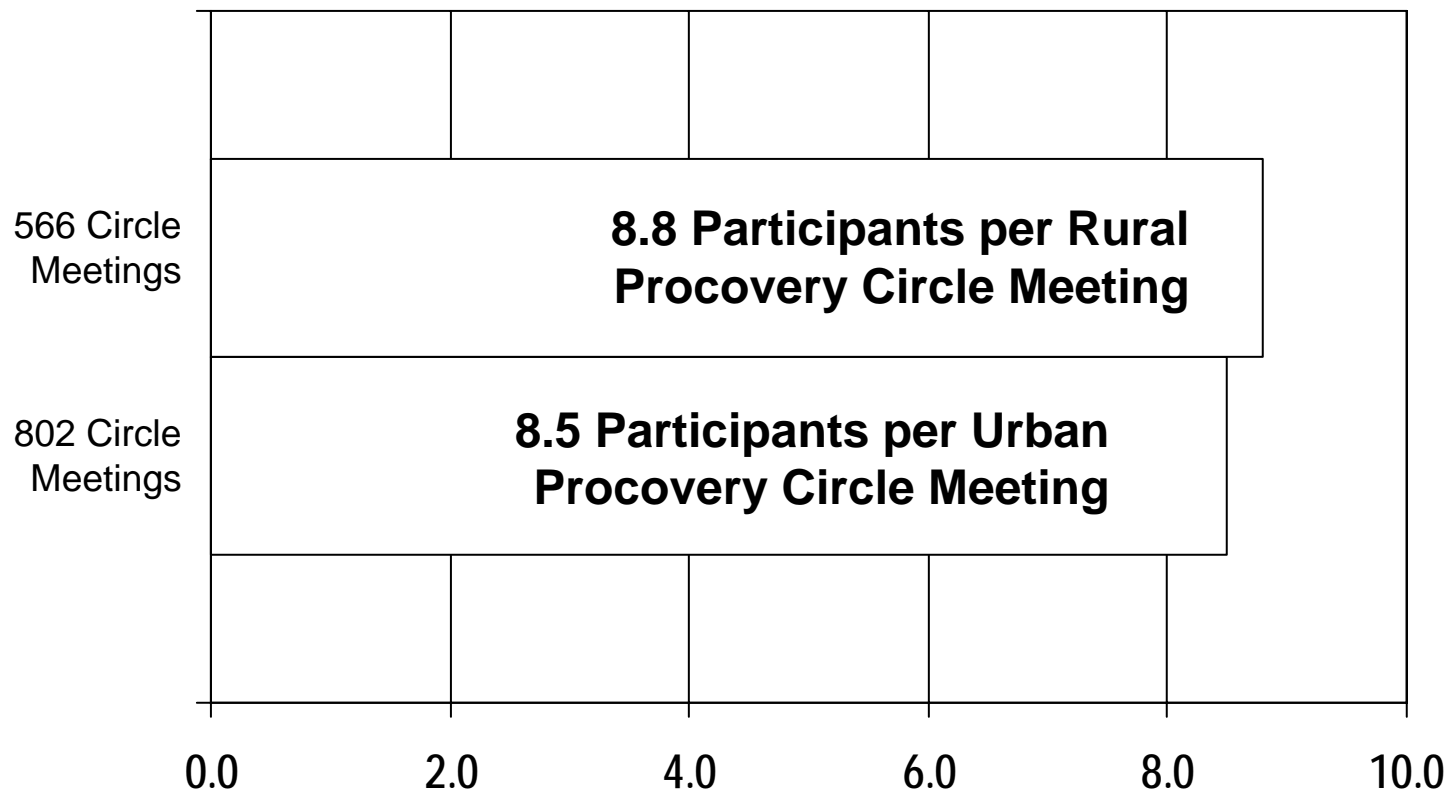 566 Circle
Meetings
8.8 Participants per Rural
Procovery Circle Meeting
802 Circle
Meetings
8.5 Participants per Urban
Procovery Circle Meeting
0.0 2.0 4.0 6.0 8.0 10.0